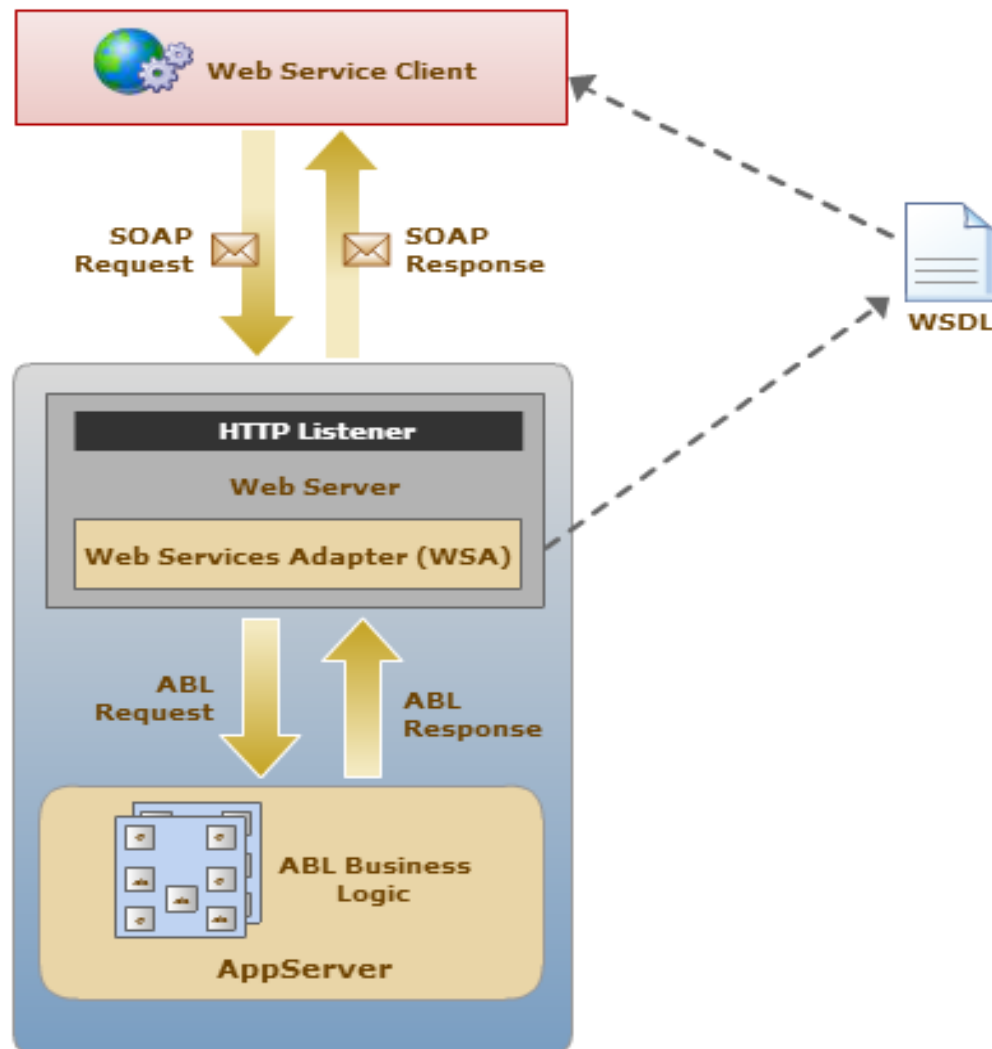 Web Service Client
SOAP
Request
SOAP
Response
WSDL
HTTP Listener
Web Server
Web Services Adapter (WSA)
ABL
Request
ABL
Response
ABL Business
Logic
AppServer